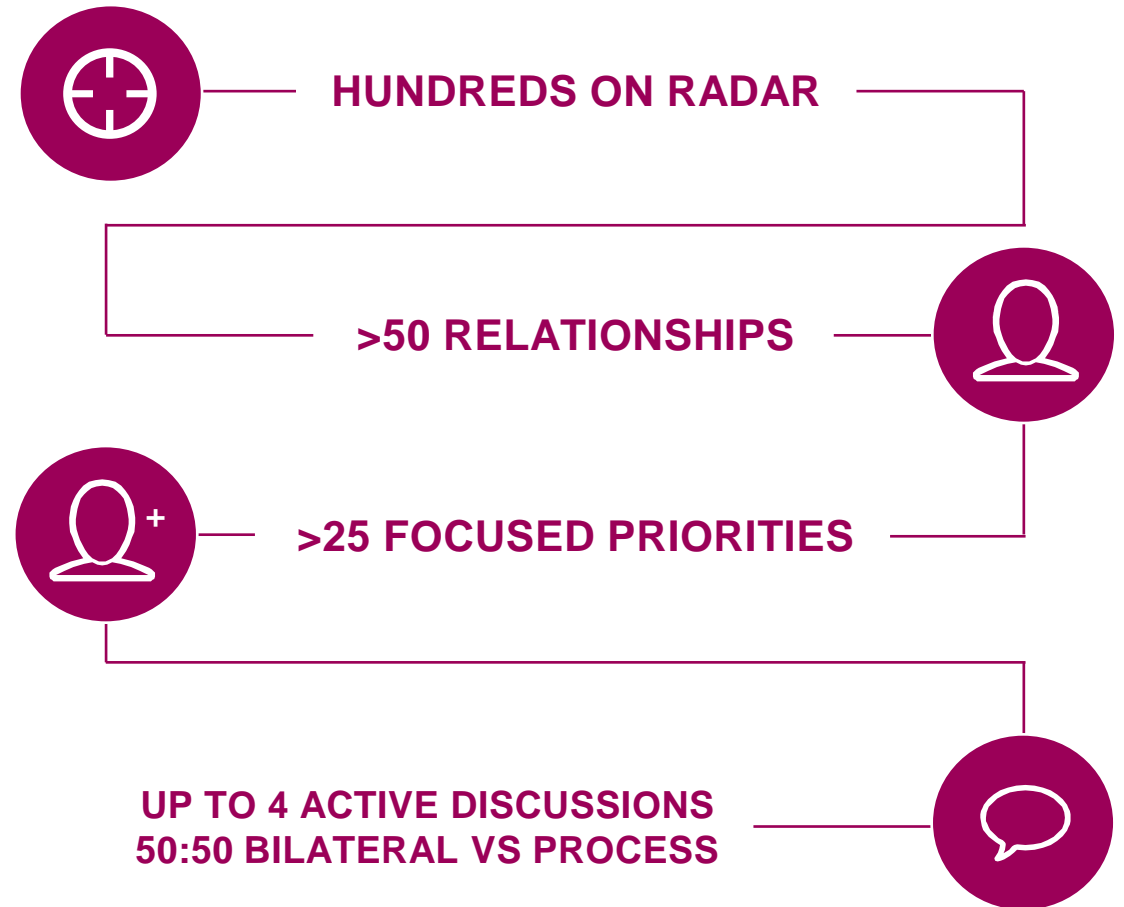 HUNDREDS ON RADAR
>50 RELATIONSHIPS
>25 FOCUSED PRIORITIES
UP TO 4 ACTIVE DISCUSSIONS
50:50 BILATERAL VS PROCESS